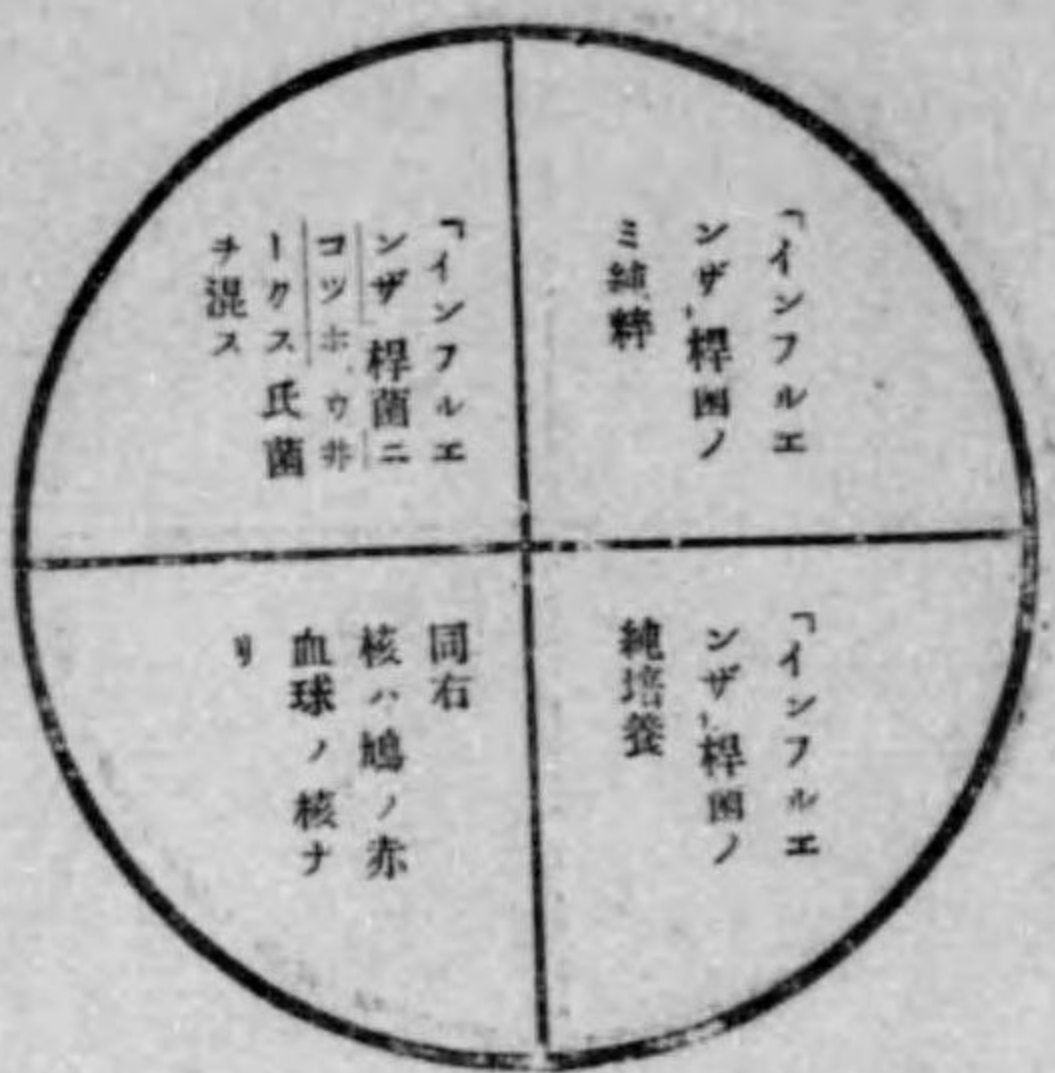 「インフルエ
ンザ」桿菌ノ
ミ純粋
「インフルエ
ンザ」桿菌ニ
コツホ、ウ井
ークス氏菌
ヲ混ス
「インフルエ
ンザ」桿菌ノ
純培養
同右
核ハ鳩ノ赤
血球ノ核ナ
リ